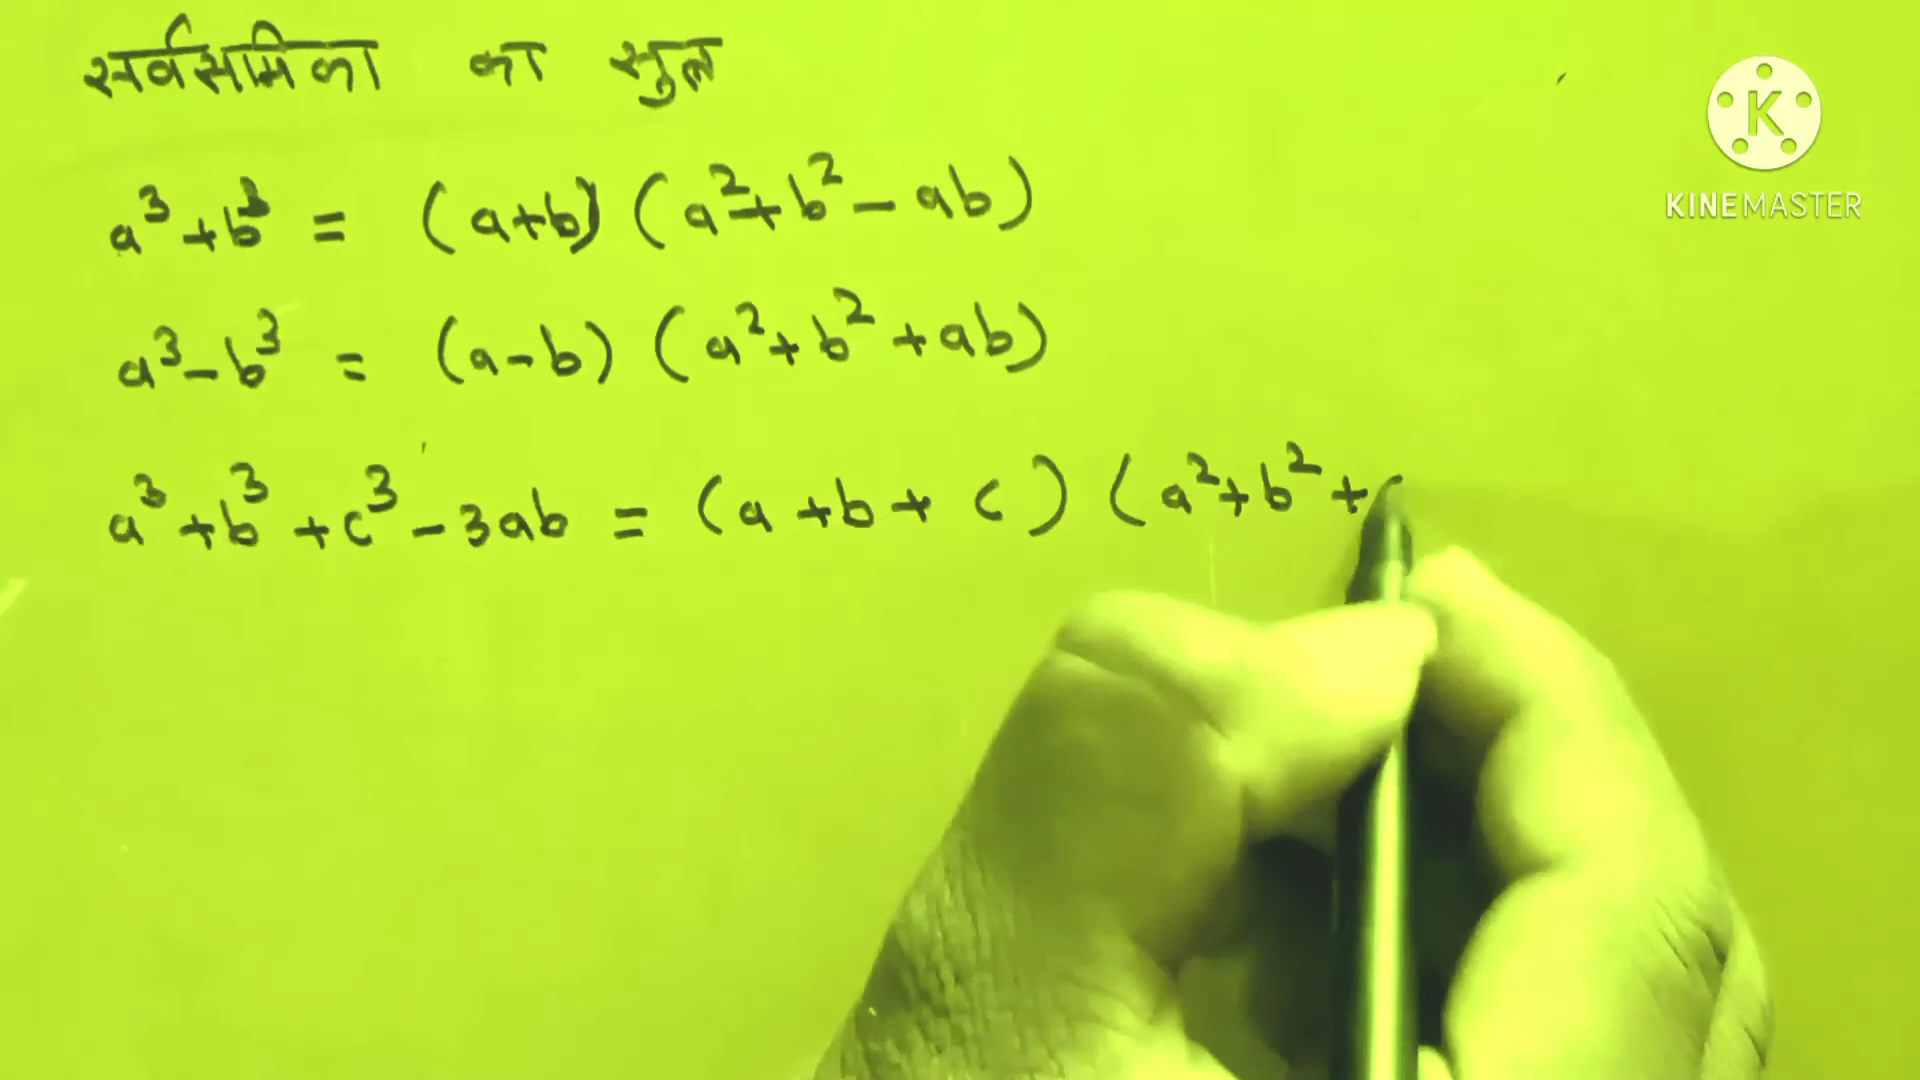 सर्वसमिका का सुत्र
a³+b³ = (a+b) (a²+b²-ab)
a³-b³ = (a-b) (a²+b²+ab)
a³+b³+c³-3ab = (a+b+c) (a²+b²+c
K
KINEMASTER